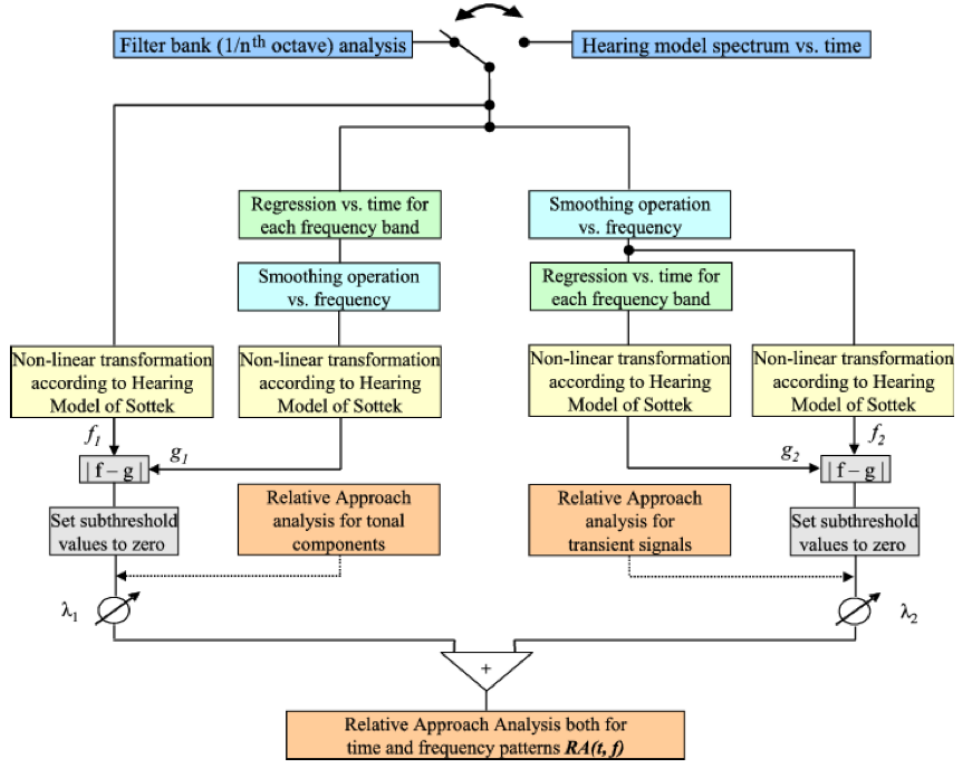 Filter bank (1/nth octave) analysis
Hearing model spectrum vs. time
Regression vs. time for
each frequency band
Smoothing operation
vs. frequency
Smoothing operation
vs. frequency
Regression vs. time for
each frequency band
Non-linear transformation
according to Hearing
Model of Sottek
Non-linear transformation
according to Hearing
Model of Sottek
Non-linear transformation
according to Hearing
Model of Sottek
Non-linear transformation
according to Hearing
Model of Sottek
f1
g1
g2
f2
| f – g |
| f – g |
Set subthreshold
values to zero
Relative Approach
analysis for tonal
components
Relative Approach
analysis for
transient signals
Set subthreshold
values to zero
λ1
λ2
+
Relative Approach Analysis both for
time and frequency patterns RA(t, f)